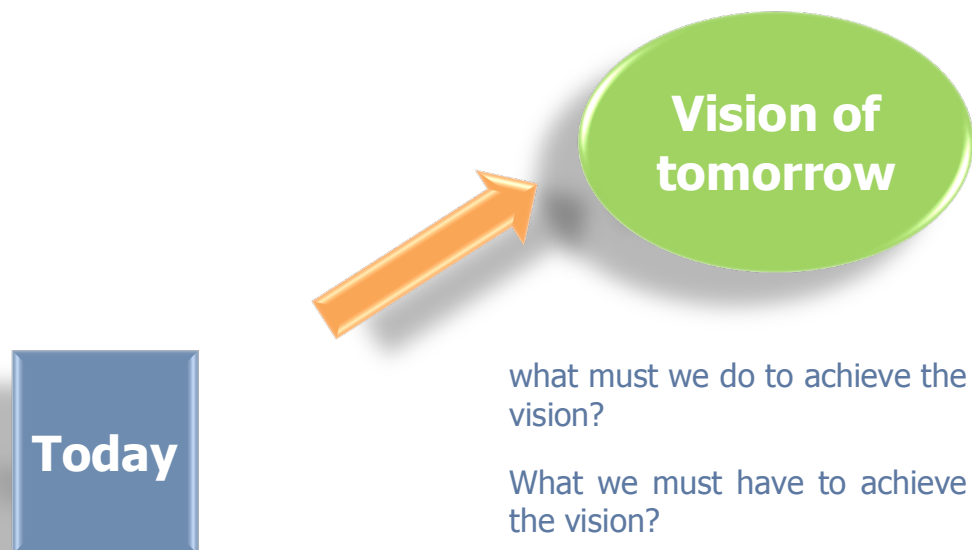 Vision of
tomorrow
what must we do to achieve the
vision?
Today
What we must have to achieve
the vision?